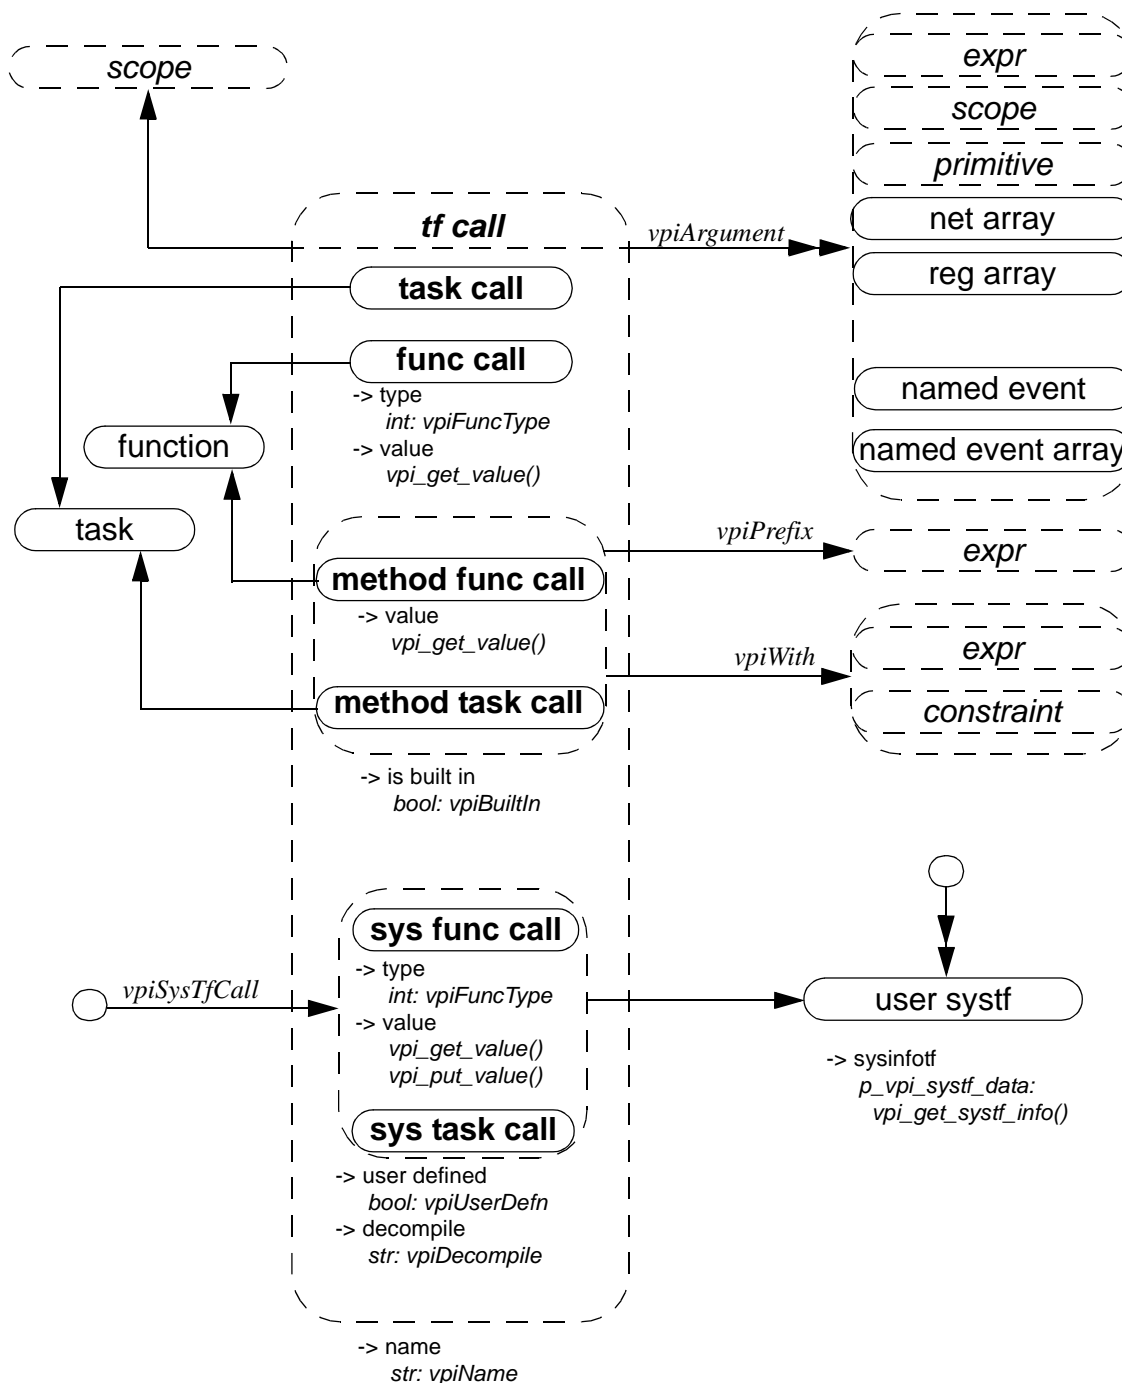 scope
expr
scope
primitive
net array
reg array
named event
named event array
tf call
vpiArgument
task call
func call
-> type
int: vpiFuncType
-> value
vpi_get_value()
function
task
method func call
-> value
vpi_get_value()
method task call
-> is built in
bool: vpiBuiltIn
vpiPrefix
expr
vpiWith
expr
constraint
vpiSysTfCall
sys func call
-> type
int: vpiFuncType
-> value
vpi_get_value()
vpi_put_value()
sys task call
-> user defined
bool: vpiUserDefn
-> decompile
str: vpiDecompile
user systf
-> sysinfotf
p_vpi_systf_data:
vpi_get_systf_info()
-> name
str: vpiName